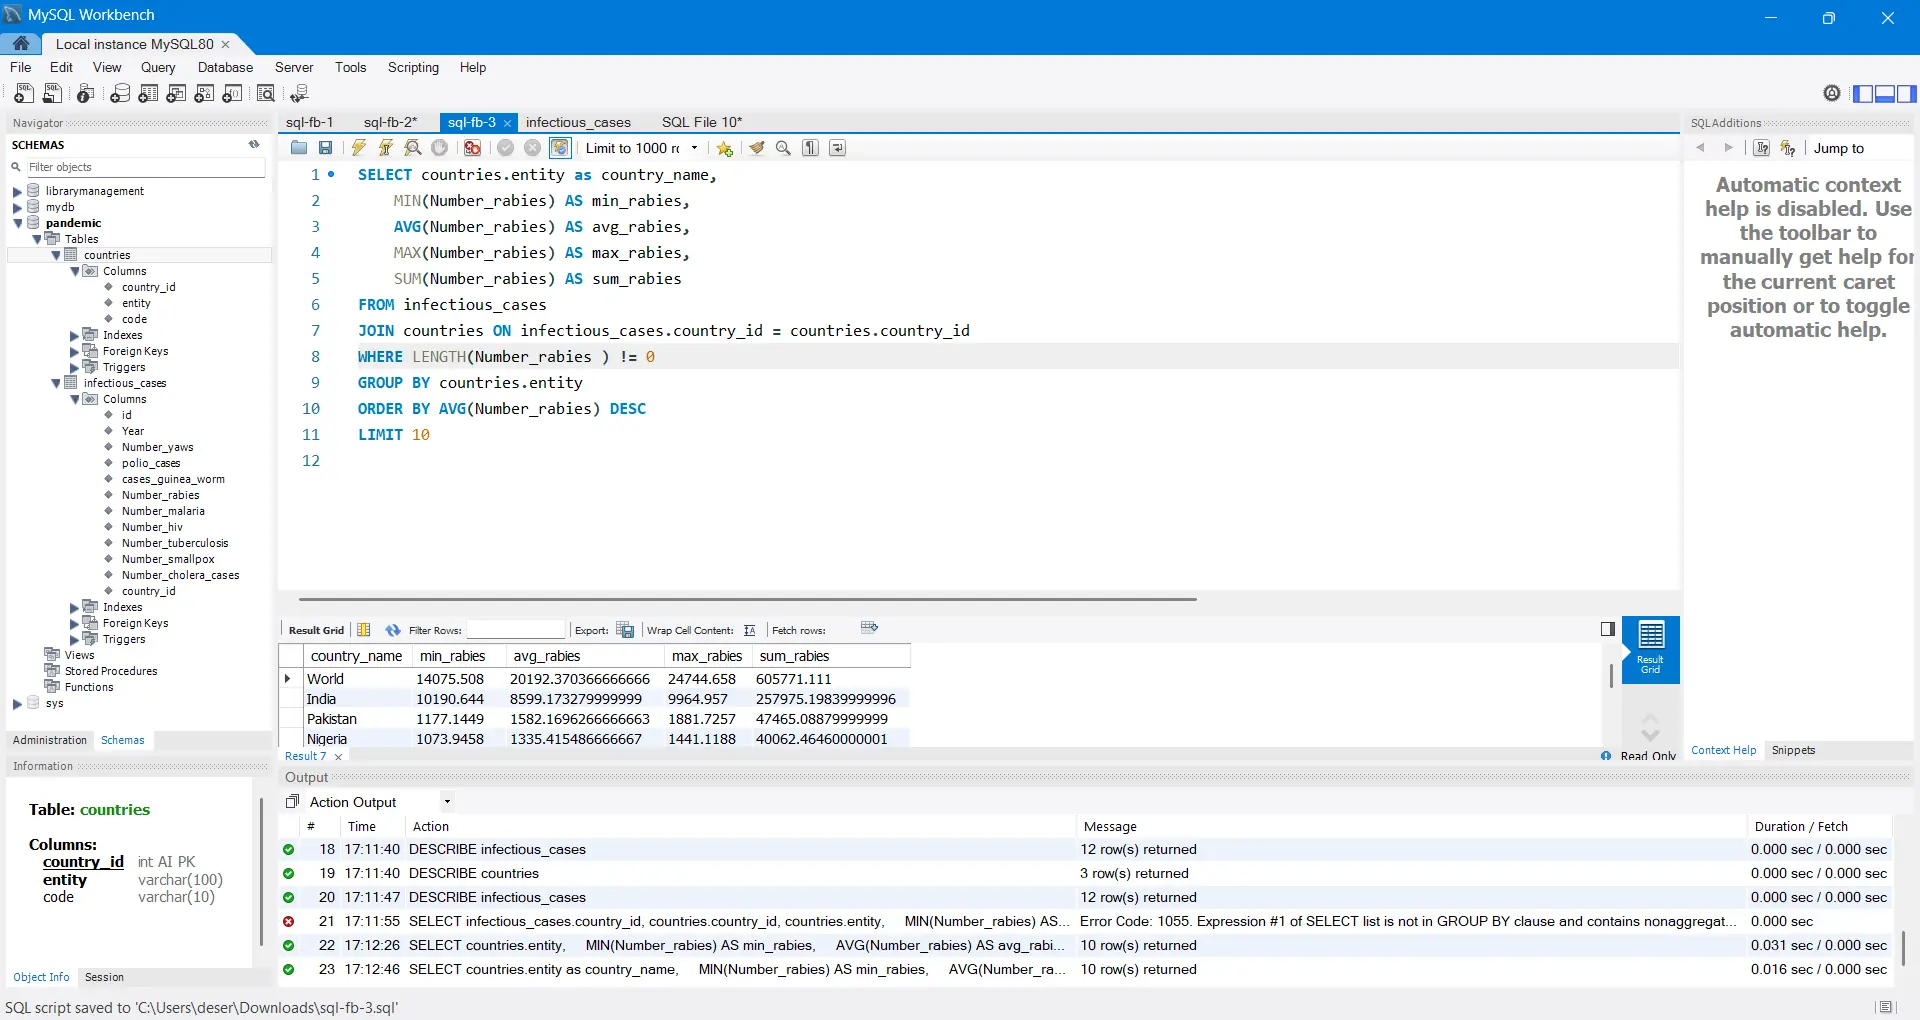 MySQL Workbench
Local instance MySQL80
File Edit View Query Database Server Tools Scripting Help
Navigator
SCHEMAS
Filter objects
librarymanagement
mydb
pandemic
Tables
countries
Columns
country_id
entity
code
Indexes
Foreign Keys
Triggers
infectious_cases
Columns
id
Year
Number_yaws
polio_cases
cases_guinea_worm
Number_rabies
Number_malaria
Number_hiv
Number_tuberculosis
Number_smallpox
Number_cholera_cases
country_id
Indexes
Foreign Keys
Triggers
Views
Stored Procedures
Functions
sys
Administration Schemas
Information
Table: countries
Columns:
country_id int AI PK
entity varchar(100)
code varchar(10)
Object Info Session
sql-fb-1 sql-fb-2* sql-fb-3 infectious_cases SQL File 10*
Limit to 1000 rc
1 SELECT countries.entity as country_name,
2 MIN(Number_rabies) AS min_rabies,
3 AVG(Number_rabies) AS avg_rabies,
4 MAX(Number_rabies) AS max_rabies,
5 SUM(Number_rabies) AS sum_rabies
6 FROM infectious_cases
7 JOIN countries ON infectious_cases.country_id = countries.country_id
8 WHERE LENGTH(Number_rabies ) != 0
9 GROUP BY countries.entity
10 ORDER BY AVG(Number_rabies) DESC
11 LIMIT 10
12
Result Grid Filter Rows: Export: Wrap Cell Content: Fetch rows:
country_name min_rabies avg_rabies max_rabies sum_rabies
World 14075.508 20192.370366666666 24744.658 605771.111
India 10190.644 8599.173279999999 9964.957 257975.19839999996
Pakistan 1177.1449 1582.1696266666663 1881.7257 47465.08879999999
Nigeria 1073.9458 1335.415486666667 1441.1188 40062.46460000001
Result Grid
Result 7
Read Only
SQLAdditions
Jump to
Automatic context
help is disabled. Use
the toolbar to
manually get help for
the current caret
position or to toggle
automatic help.
Context Help Snippets
Output
Action Output
# Time Action Message Duration / Fetch
18 17:11:40 DESCRIBE infectious_cases 12 row(s) returned 0.000 sec / 0.000 sec
19 17:11:40 DESCRIBE countries 3 row(s) returned 0.000 sec / 0.000 sec
20 17:11:47 DESCRIBE infectious_cases 12 row(s) returned 0.000 sec / 0.000 sec
21 17:11:55 SELECT infectious_cases.country_id, countries.country_id, countries.entity, MIN(Number_rabies) AS... Error Code: 1055. Expression #1 of SELECT list is not in GROUP BY clause and contains nonaggregat... 0.000 sec
22 17:12:26 SELECT countries.entity, MIN(Number_rabies) AS min_rabies, AVG(Number_rabies) AS avg_rabi... 10 row(s) returned 0.031 sec / 0.000 sec
23 17:12:46 SELECT countries.entity as country_name, MIN(Number_rabies) AS min_rabies, AVG(Number_ra... 10 row(s) returned 0.016 sec / 0.000 sec
SQL script saved to 'C:\Users\deser\Downloads\sql-fb-3.sql'